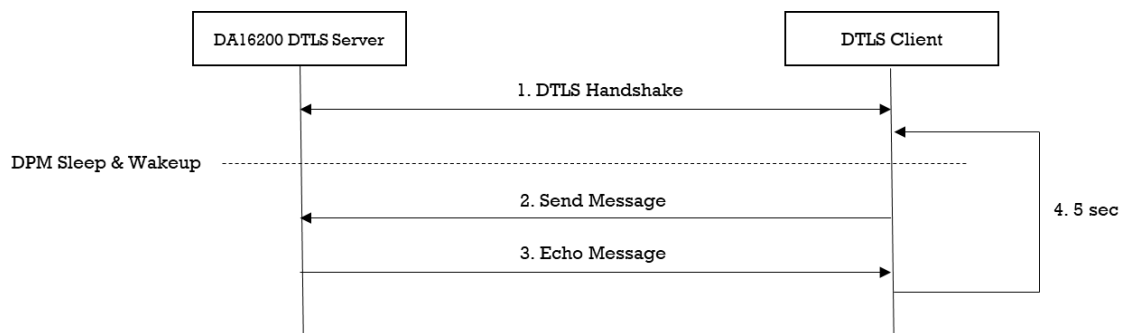 DA16200 DTLS Server
DTLS Client
1. DTLS Handshake
DPM Sleep & Wakeup
2. Send Message
4. 5 sec
3. Echo Message